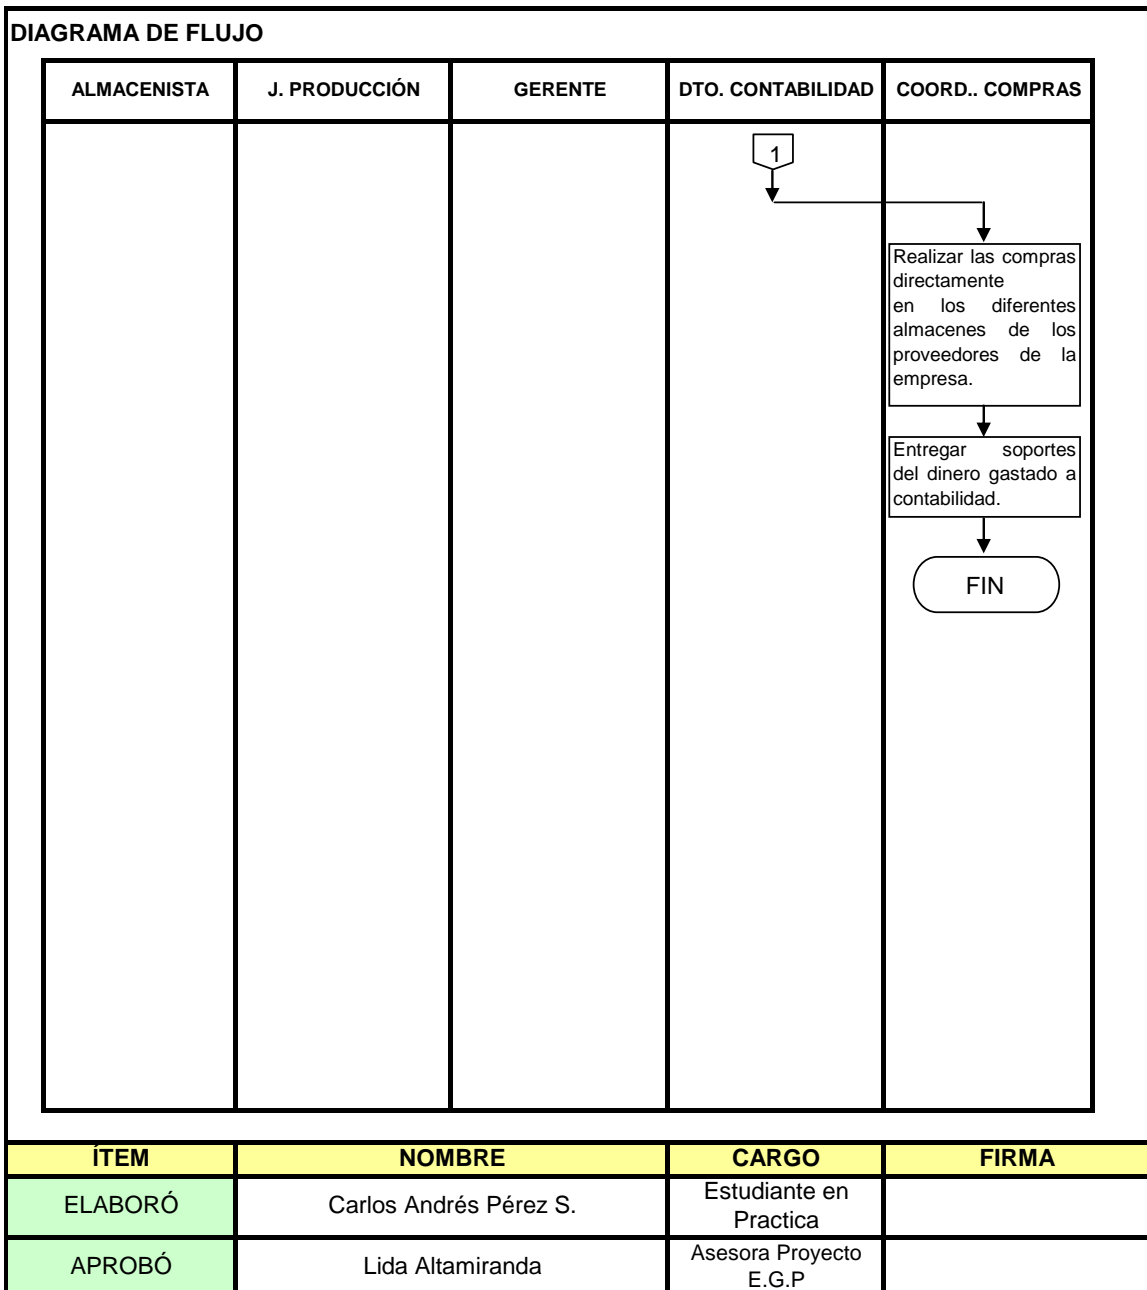 DIAGRAMA DE FLUJO
ALMACENISTA
J. PRODUCCIÓN
GERENTE
DTO. CONTABILIDAD
COORD.. COMPRAS
1
Realizar las compras
directamente
en los diferentes
almacenes de los
proveedores de la
empresa.
Entregar soportes
del dinero gastado a
contabilidad.
FIN
ÍTEM
NOMBRE
CARGO
FIRMA
ELABORÓ
Carlos Andrés Pérez S.
Estudiante en
Practica
APROBÓ
Lida Altamiranda
Asesora Proyecto
E.G.P